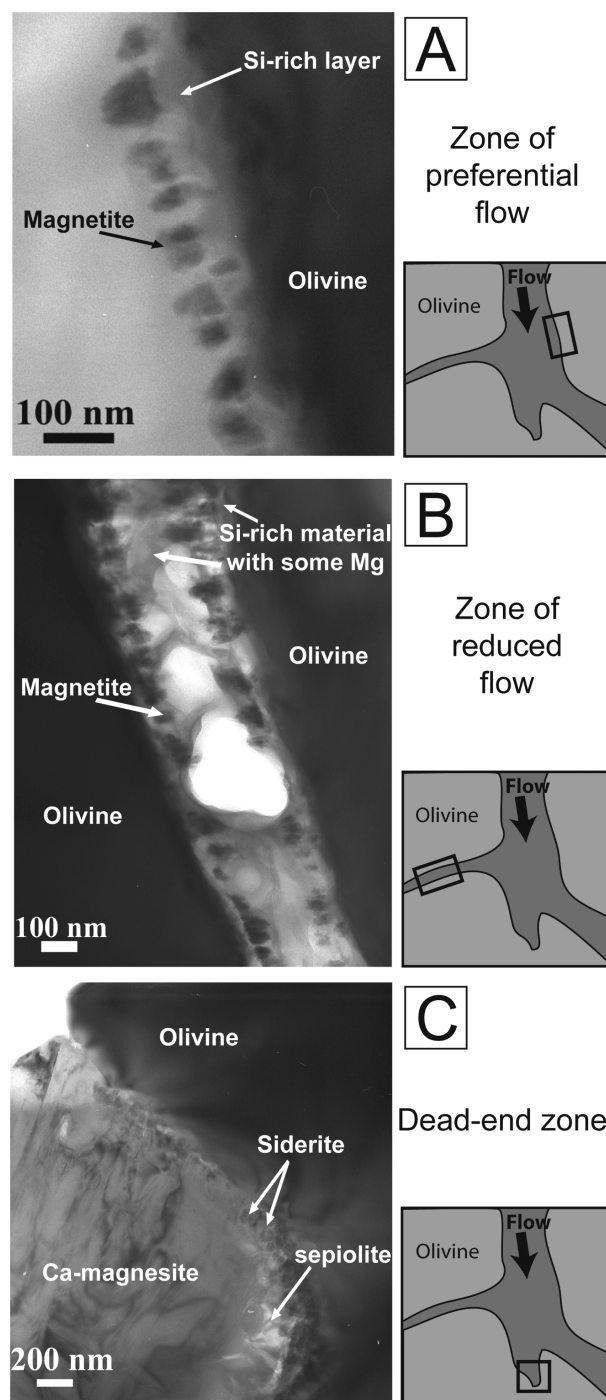 A
Si-rich layer
Zone of
preferential
flow
Magnetite
Olivine
Flow
Olivine
100 nm
B
Si-rich material
with some Mg
Zone of
reduced
flow
Olivine
Magnetite
Flow
Olivine
Olivine
100 nm
C
Olivine
Dead-end zone
Siderite
Flow
sepiolite
Olivine
Ca-magnesite
200 nm